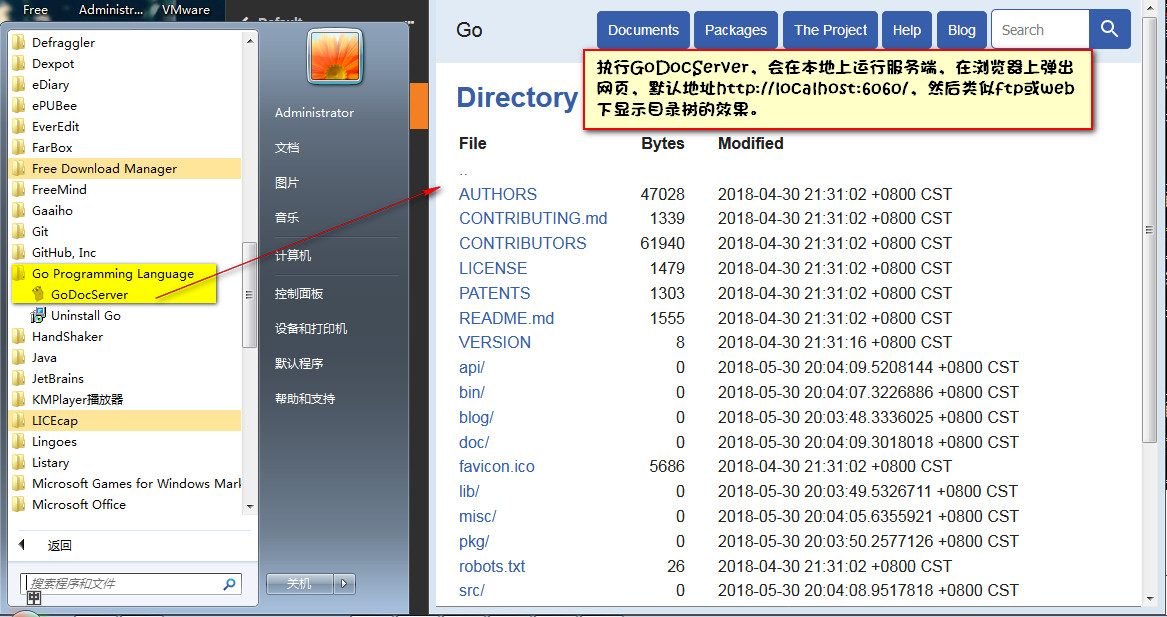 Free Administr... VMware
Default
Defraggler
Dexpot
eDiary
ePUBee
EverEdit
FarBox
Free Download Manager
FreeMind
Gaaiho
Git
GitHub, Inc
Go Programming Language
GoDocServer
Uninstall Go
HandShaker
Java
JetBrains
KMPlayer播放器
LICEcap
Lingoes
Listary
Microsoft Games for Windows Mark
Microsoft Office
返回
搜索程序和文件
Administrator
文档
图片
音乐
计算机
控制面板
设备和打印机
默认程序
帮助和支持
关机
Go Documents Packages The Project Help Blog Search
执行GoDocServer、会在本地上运行服务端、在浏览器上弹出
网页、默认地址http://localhost:6060/、然后类似ftp或web
下显示目录树的效果。
Directory
File Bytes Modified
..
AUTHORS 47028 2018-04-30 21:31:02 +0800 CST
CONTRIBUTING.md 1339 2018-04-30 21:31:02 +0800 CST
CONTRIBUTORS 61940 2018-04-30 21:31:02 +0800 CST
LICENSE 1479 2018-04-30 21:31:02 +0800 CST
PATENTS 1303 2018-04-30 21:31:02 +0800 CST
README.md 1555 2018-04-30 21:31:02 +0800 CST
VERSION 8 2018-04-30 21:31:16 +0800 CST
api/ 0 2018-05-30 20:04:09.5208144 +0800 CST
bin/ 0 2018-05-30 20:04:07.3226886 +0800 CST
blog/ 0 2018-05-30 20:03:48.3336025 +0800 CST
doc/ 0 2018-05-30 20:04:09.3018018 +0800 CST
favicon.ico 5686 2018-04-30 21:31:02 +0800 CST
lib/ 0 2018-05-30 20:03:49.5326711 +0800 CST
misc/ 0 2018-05-30 20:04:05.6355921 +0800 CST
pkg/ 0 2018-05-30 20:03:50.2577126 +0800 CST
robots.txt 26 2018-04-30 21:31:02 +0800 CST
src/ 0 2018-05-30 20:04:08.9517818 +0800 CST